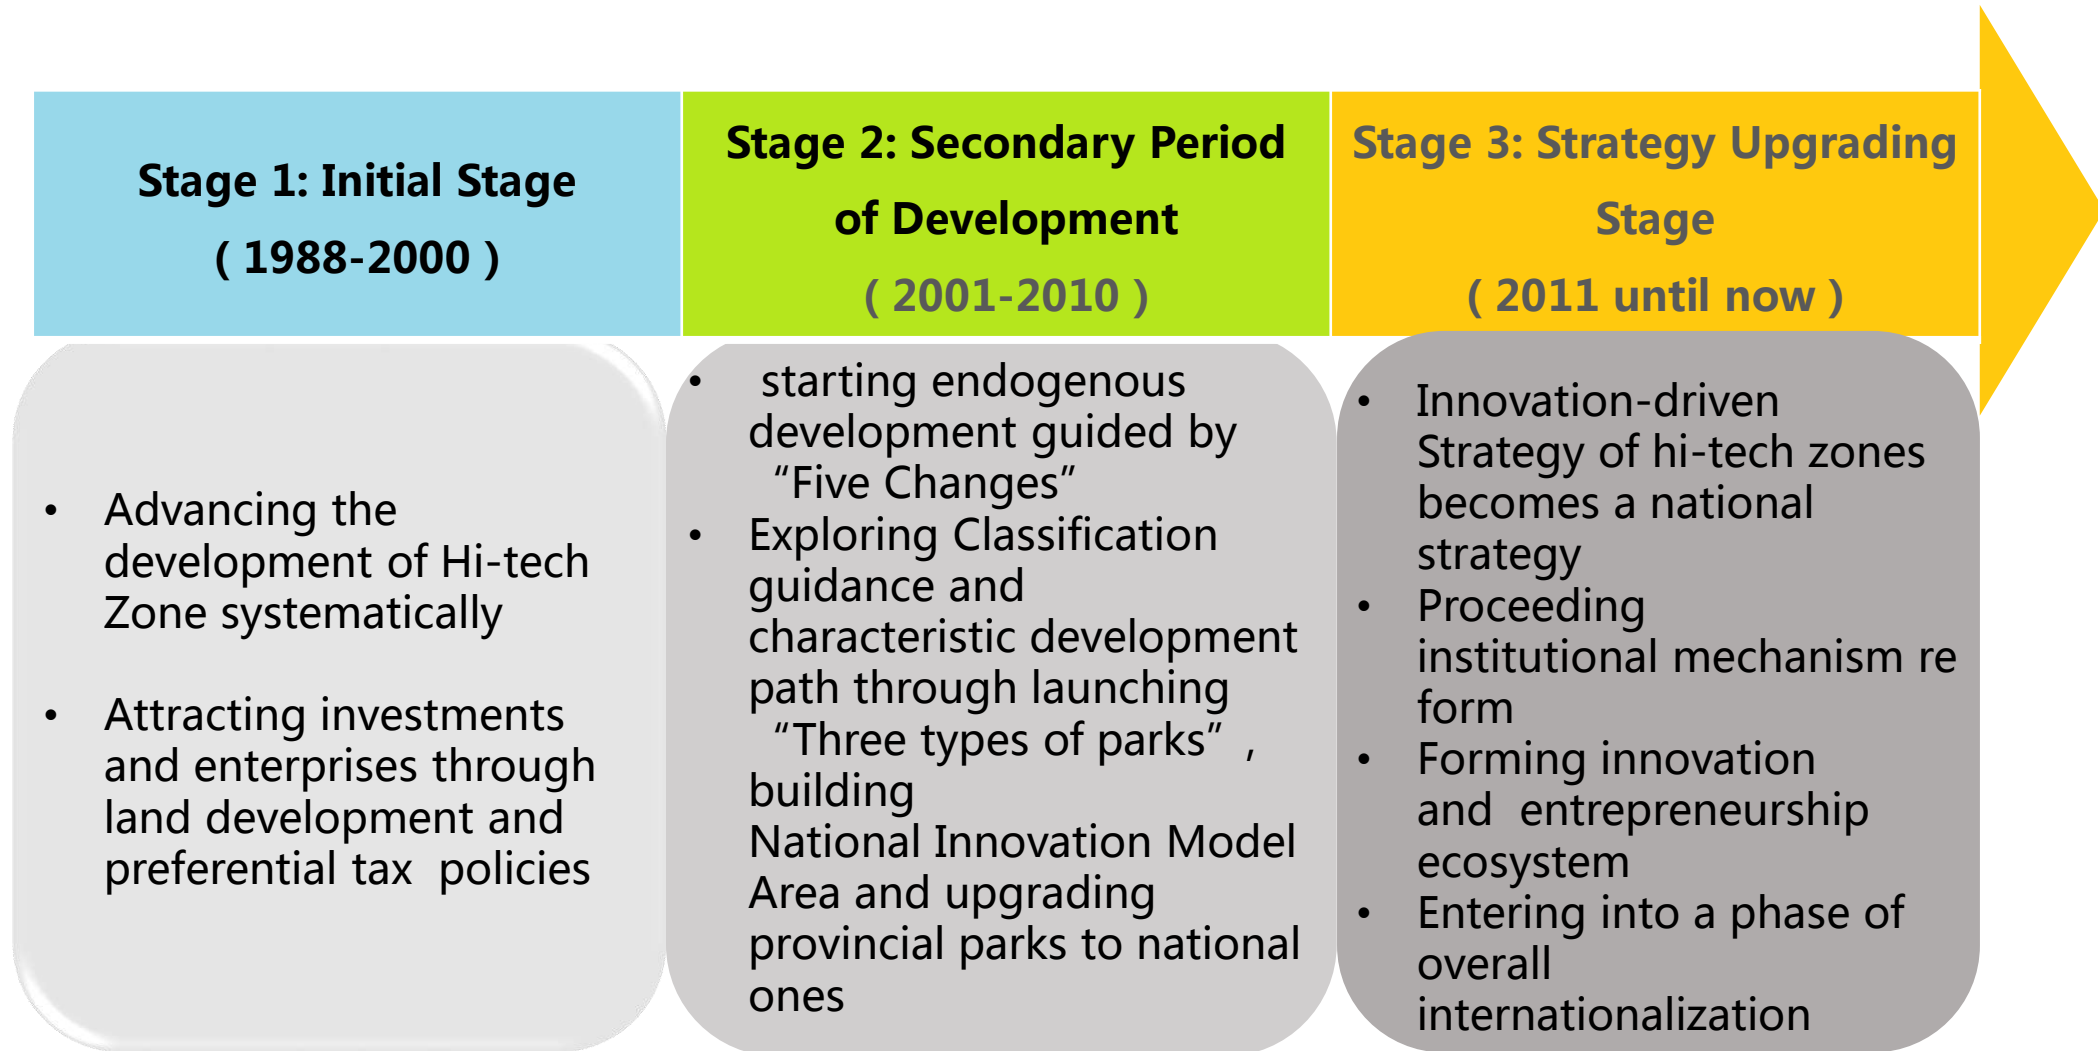 Stage 1: Initial Stage
( 1988-2000 )
Stage 2: Secondary Period
of Development
( 2001-2010 )
Stage 3: Strategy Upgrading
Stage
( 2011 until now )
• Advancing the
development of Hi-tech
Zone systematically
• Attracting investments
and enterprises through
land development and
preferential tax policies
• starting endogenous
development guided by
“Five Changes”
• Exploring Classification
guidance and
characteristic development
path through launching
“Three types of parks” ,
building
National Innovation Model
Area and upgrading
provincial parks to national
ones
• Innovation-driven
Strategy of hi-tech zones
becomes a national
strategy
• Proceeding
institutional mechanism re
form
• Forming innovation
and entrepreneurship
ecosystem
• Entering into a phase of
overall
internationalization